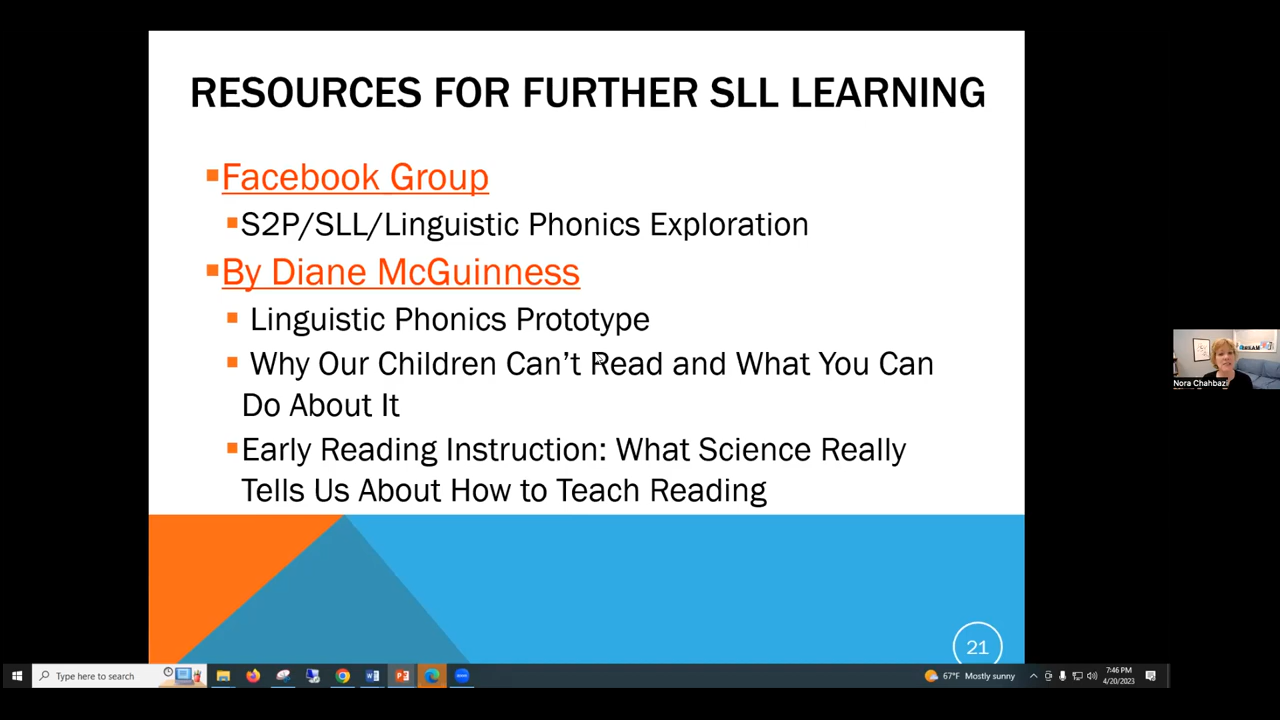 RESOURCES FOR FURTHER SLL LEARNING
Facebook Group
S2P/SLL/Linguistic Phonics Exploration
By Diane McGuinness
Linguistic Phonics Prototype
Why Our Children Can't Read and What You Can
Do About It
Early Reading Instruction: What Science Really
Tells Us About How to Teach Reading
21
Nora Chahbazi
Type here to search
67°F Mostly sunny
7:46 PM
4/20/2023